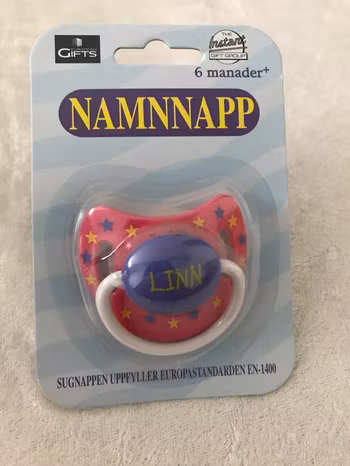 GIFTS
THE
Instant
GIFT GROUP
6 manader+
NAMNNAPP
LINN
SUGNAPPEN UPPFYLLER EUROPASTANDARDEN EN-1400